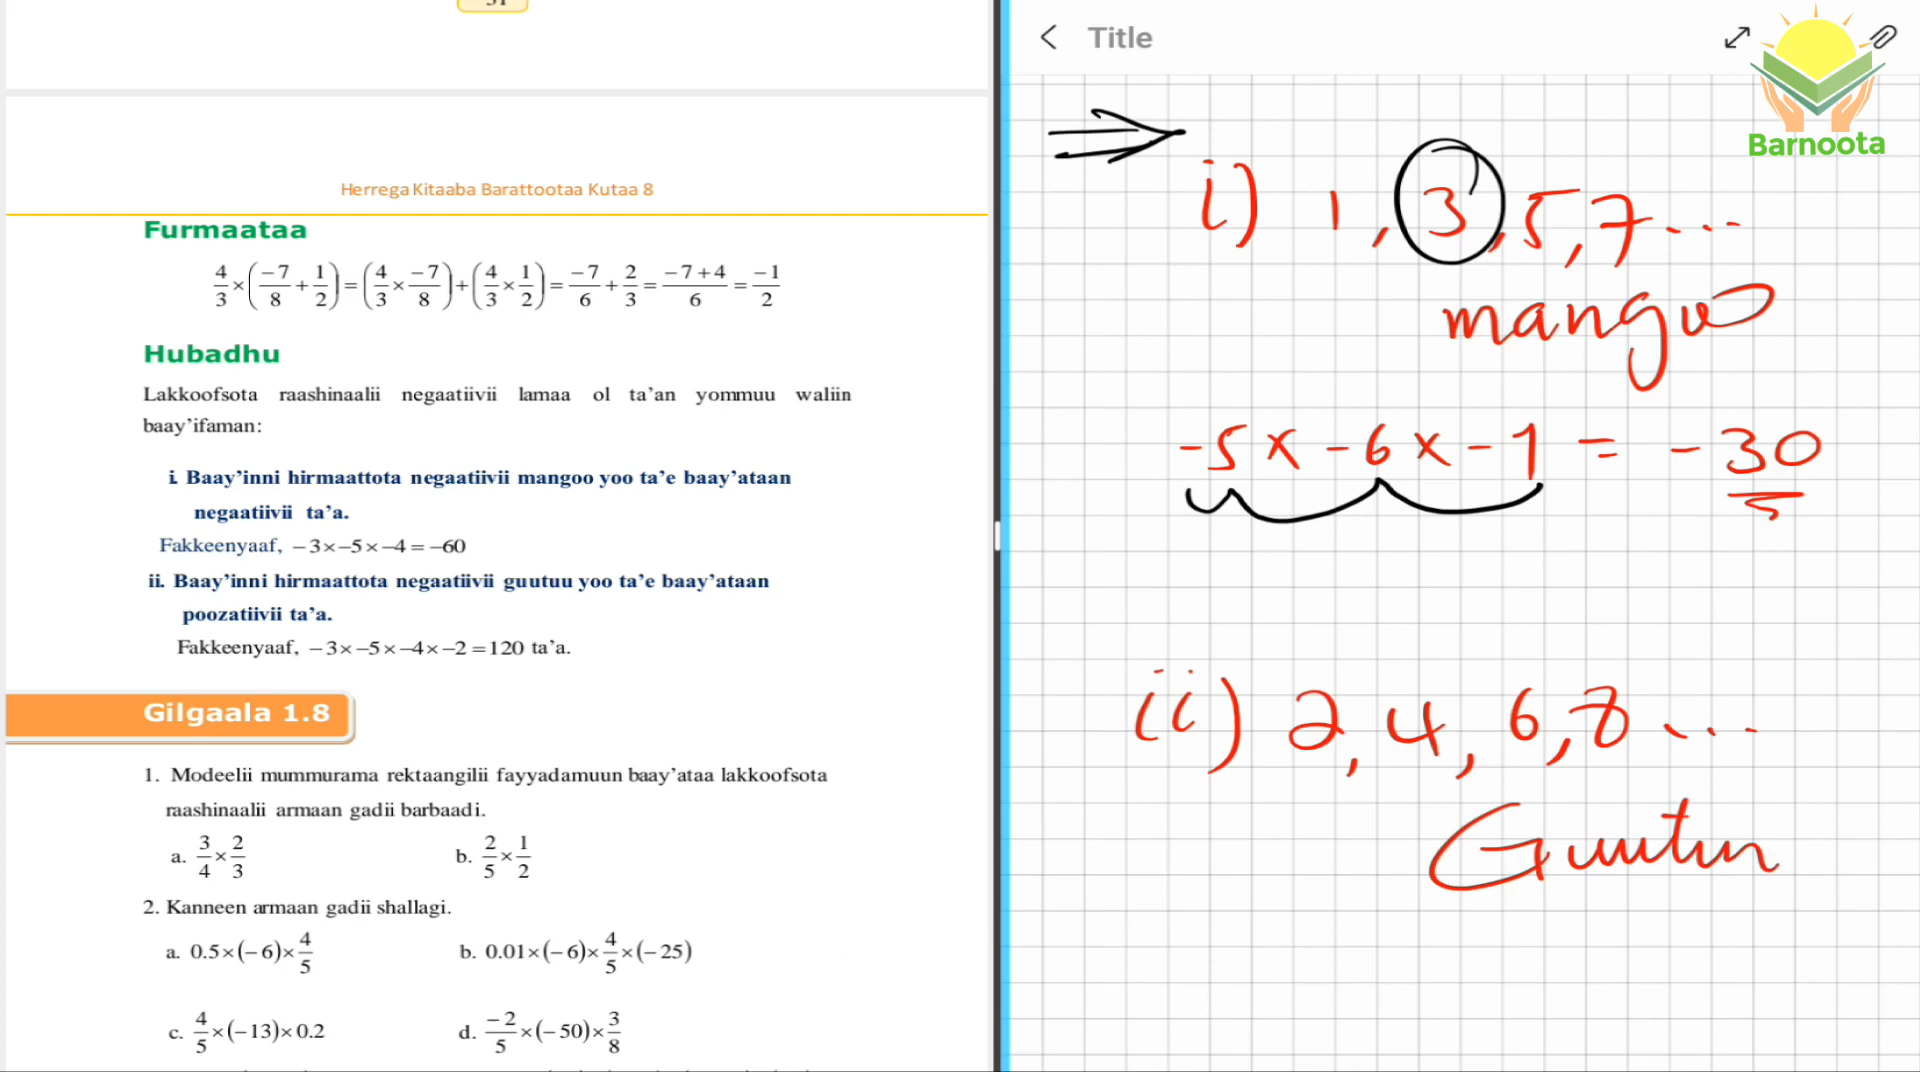 Herrega Kitaaba Barattootaa Kutaa 8
Furmaataa
4/3 × (−7/8 + 1/2) = (4/3 × −7/8) + (4/3 × 1/2) = −7/6 + 2/3 = −7+4/6 = −1/2
Hubadhu
Lakkoofsota raashinaalii negaatiivii lamaa ol ta’an yommuu waliin
baay’ifaman:
i. Baay’inni hirmaattota negaatiivii mangoo yoo ta’e baay’ataan
negaatiivii ta’a.
Fakkeenyaaf, −3×−5×−4=−60
ii. Baay’inni hirmaattota negaatiivii guutuu yoo ta’e baay’ataan
poozatiivii ta’a.
Fakkeenyaaf, −3×−5×−4×−2=120 ta’a.
Gilgaala 1.8
1. Modeelii mummurama rektaangilii fayyadamuun baay’ataa lakkoofsota
raashinaalii armaan gadii barbaadi.
a. 3/4 × 2/3 b. 2/5 × 1/2
2. Kanneen armaan gadii shallagi.
a. 0.5×(−6)×4/5 b. 0.01×(−6)×4/5×(−25)
c. 4/5×(−13)×0.2 d. −2/5×(−50)×3/8
Title
Barnoota
i) 1, 3, 5, 7 ...
mangoo
-5 x -6 x -1 = -30
ii) 2, 4, 6, 8 ...
Guutuu